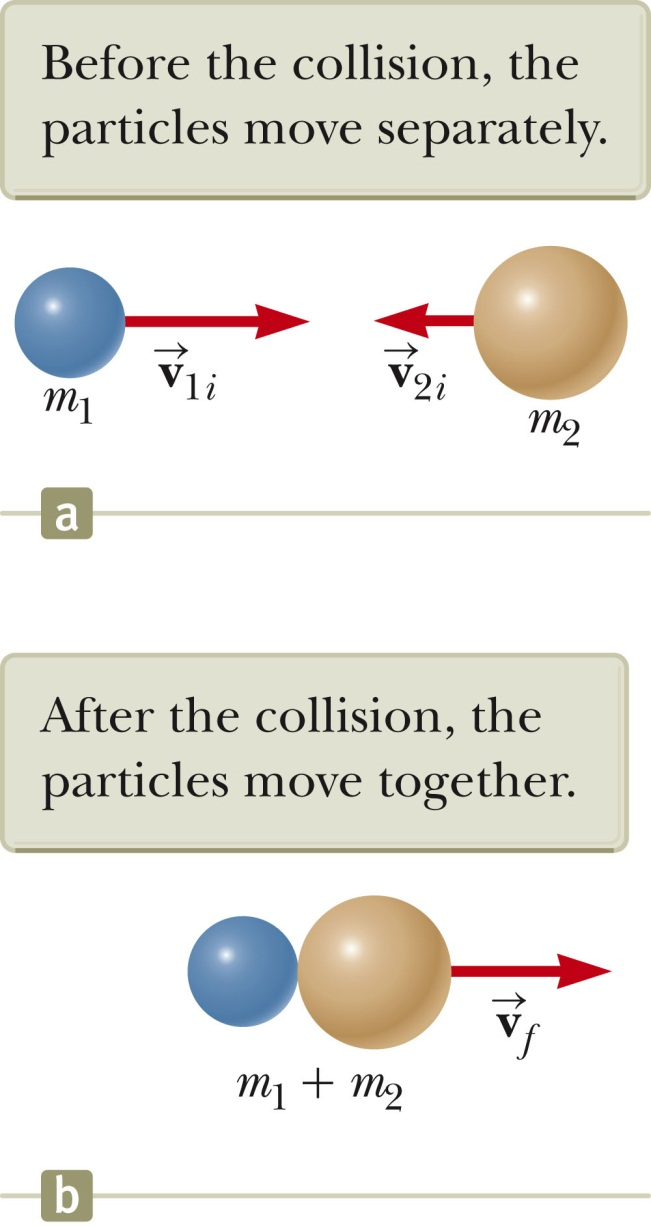 Before the collision, the
particles move separately.
v⃗₁ᵢ
v⃗₂ᵢ
m₁
m₂
a
After the collision, the
particles move together.
v⃗f
m₁ + m₂
b